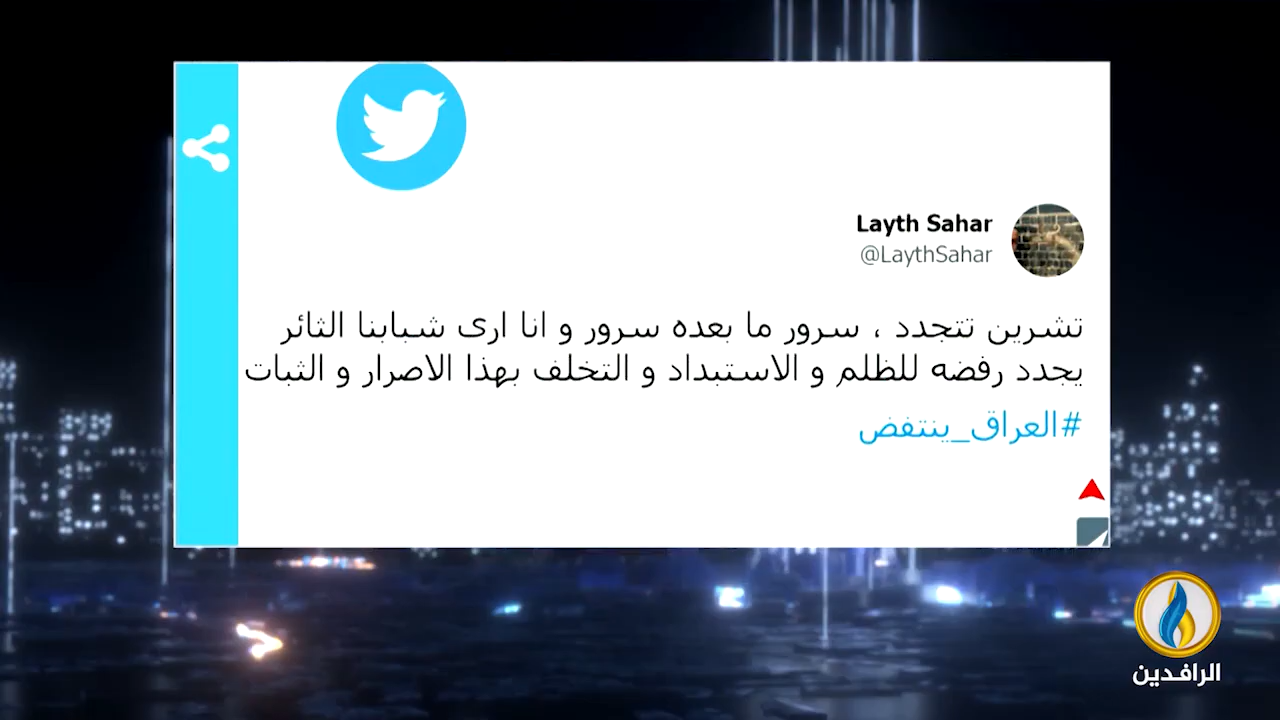 Layth Sahar
@LaythSahar
تشرين تتجدد ، سرور ما بعده سرور و انا ارى شبابنا الثائر
يجدد رفضه للظلم و الاستبداد و التخلف بهذا الاصرار و الثبات
#العراق_ينتفض
الرافدين